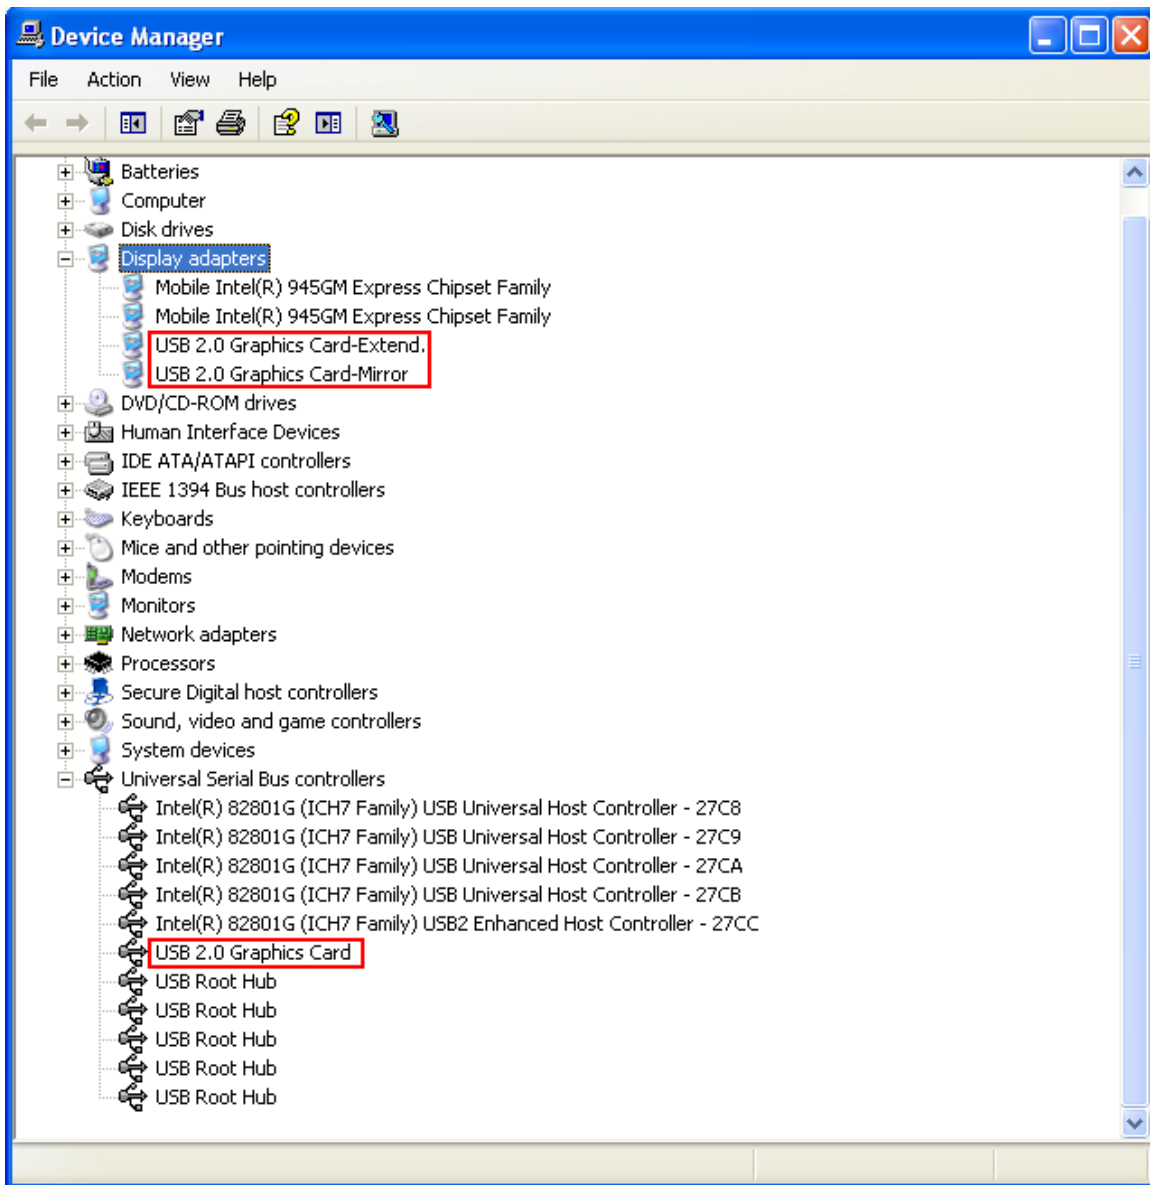 Device Manager
File Action View Help
Batteries
Computer
Disk drives
Display adapters
Mobile Intel(R) 945GM Express Chipset Family
Mobile Intel(R) 945GM Express Chipset Family
USB 2.0 Graphics Card-Extend.
USB 2.0 Graphics Card-Mirror
DVD/CD-ROM drives
Human Interface Devices
IDE ATA/ATAPI controllers
IEEE 1394 Bus host controllers
Keyboards
Mice and other pointing devices
Modems
Monitors
Network adapters
Processors
Secure Digital host controllers
Sound, video and game controllers
System devices
Universal Serial Bus controllers
Intel(R) 82801G (ICH7 Family) USB Universal Host Controller - 27C8
Intel(R) 82801G (ICH7 Family) USB Universal Host Controller - 27C9
Intel(R) 82801G (ICH7 Family) USB Universal Host Controller - 27CA
Intel(R) 82801G (ICH7 Family) USB Universal Host Controller - 27CB
Intel(R) 82801G (ICH7 Family) USB2 Enhanced Host Controller - 27CC
USB 2.0 Graphics Card
USB Root Hub
USB Root Hub
USB Root Hub
USB Root Hub
USB Root Hub